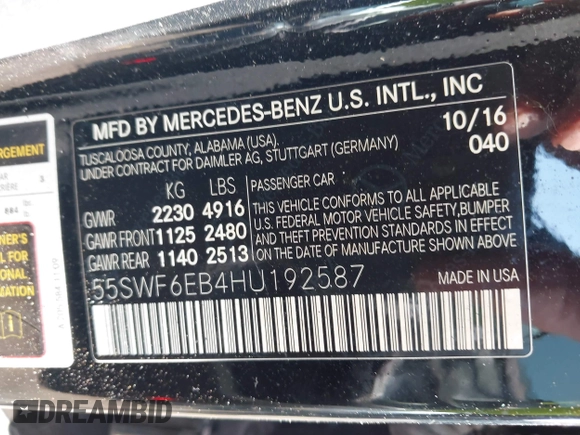 MFD BY MERCEDES-BENZ U.S. INTL., INC
TUSCALOOSA COUNTY, ALABAMA (USA).
UNDER CONTRACT FOR DAIMLER AG, STUTTGART (GERMANY)
10/16
040
KG LBS
GVWR 2230 4916
GAWR FRONT 1125 2480
GAWR REAR 1140 2513
PASSENGER CAR
THIS VEHICLE CONFORMS TO ALL APPLICABLE
U.S. FEDERAL MOTOR VEHICLE SAFETY, BUMPER
AND THEFT PREVENTION STANDARDS IN EFFECT
ON THE DATE OF MANUFACTURE SHOWN ABOVE
55SWF6EB4HU192587
3
DREAMBID